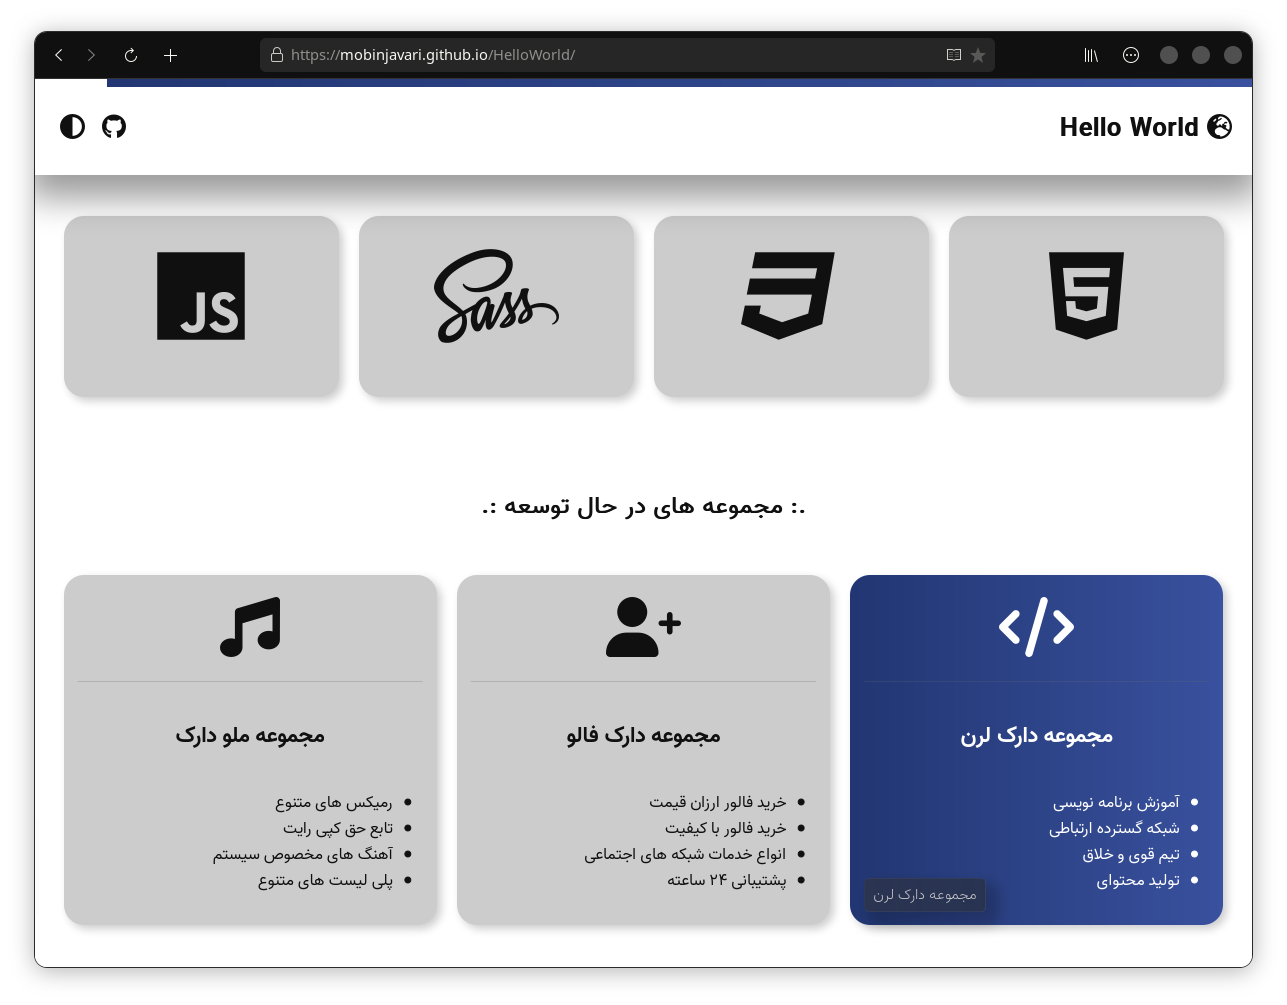 https://mobinjavari.github.io/HelloWorld/
Hello World
JS
Sass
.: مجموعه های در حال توسعه :.
مجموعه دارک لرن
آموزش برنامه نویسی
شبکه گسترده ارتباطی
تیم قوی و خلاق
تولید محتوای
مجموعه دارک لرن
مجموعه دارک فالو
خرید فالور ارزان قیمت
خرید فالور با کیفیت
انواع خدمات شبکه های اجتماعی
پشتیبانی ۲۴ ساعته
مجموعه ملو دارک
رمیکس های متنوع
تابع حق کپی رایت
آهنگ های مخصوص سیستم
پلی لیست های متنوع